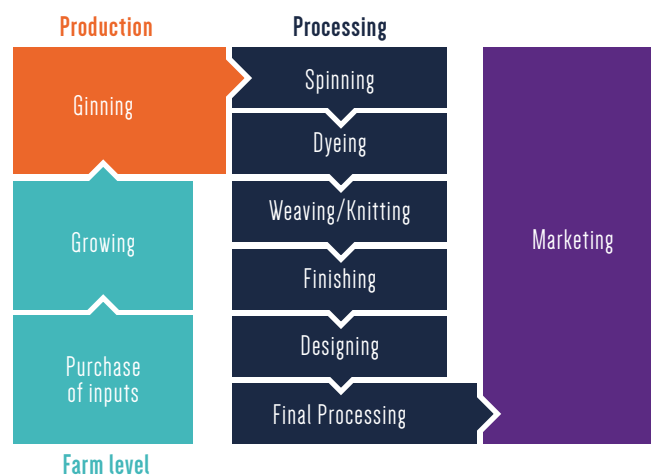 Production
Processing
Ginning
Growing
Purchase
of inputs
Farm level
Spinning
Dyeing
Weaving/Knitting
Finishing
Designing
Final Processing
Marketing